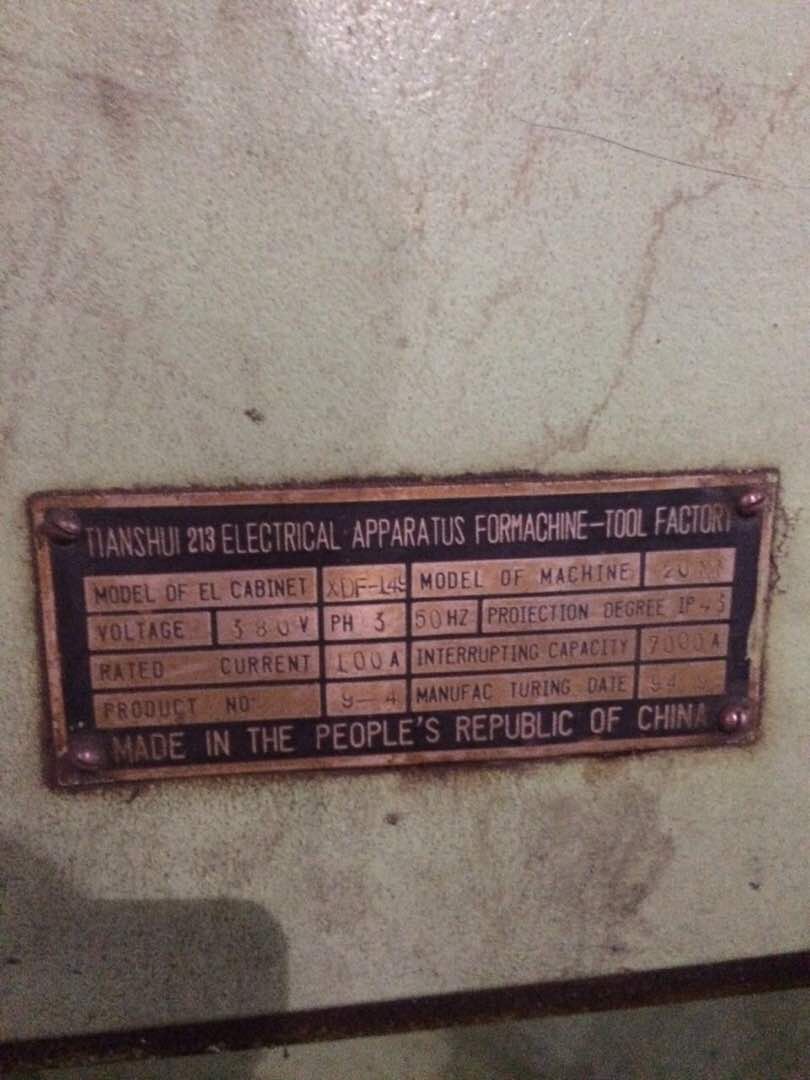 TIANSHUI 213 ELECTRICAL APPARATUS FORMACHINE-TOOL FACTORY
MODEL OF EL CABINET XDF-L49 MODEL OF MACHINE
VOLTAGE 380V PH 3 50HZ PROIECTION DEGREE IP43
RATED CURRENT 100A INTERRUPTING CAPACITY 7000A
PRODUCT NO 9-4 MANUFAC TURING DATE 94
MADE IN THE PEOPLE'S REPUBLIC OF CHINA